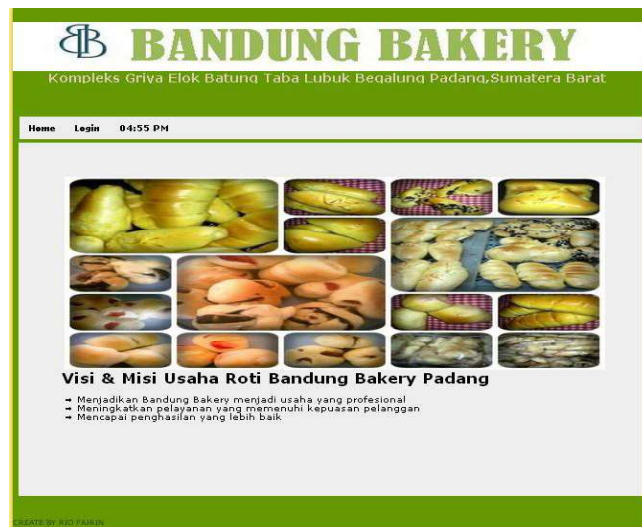 BANDUNG BAKERY
Kompleks Griya Elok Batung Taba Lubuk Begalung Padang,Sumatera Barat
Home Login 04:55 PM
Visi & Misi Usaha Roti Bandung Bakery Padang
→ Menjadikan Bandung Bakery menjadi usaha yang profesional
→ Meningkatkan pelayanan yang memenuhi kepuasan pelanggan
→ Mencapai penghasilan yang lebih baik
CREATE BY RIO